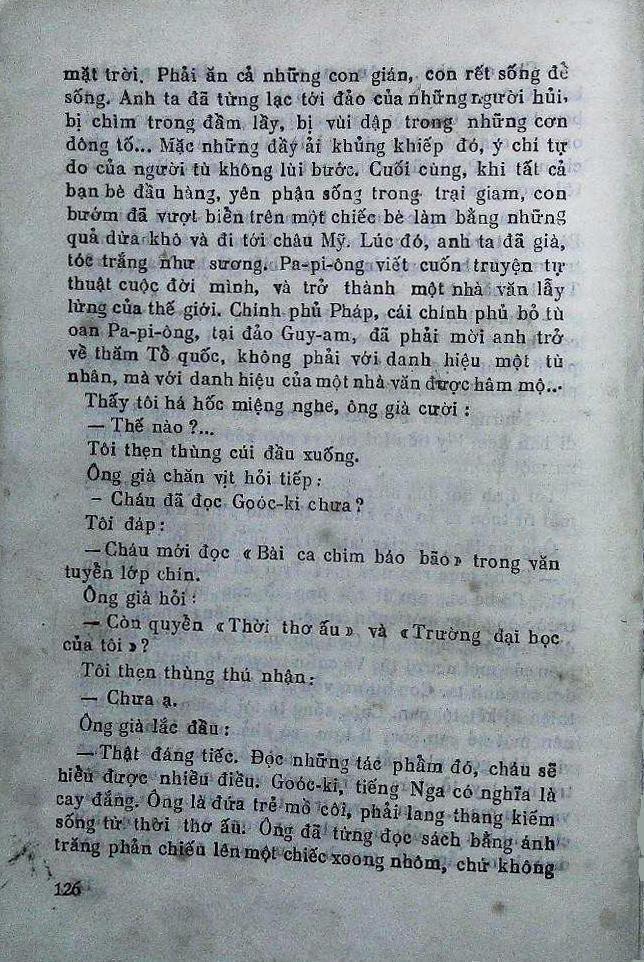 mặt trời. Phải ăn cả những con gián, con rết sống để
sống. Anh ta đã từng lạc tới đảo của những người hủi,
bị chìm trong đầm lầy, bị vùi dập trong những cơn
dông tố... Mặc những đầy ải khủng khiếp đó, ý chí tự
do của người tù không lùi bước. Cuối cùng, khi tất cả
bạn bè đầu hàng, yên phận sống trong trại giam, con
bướm đã vượt biển trên một chiếc bè làm bằng những
quả dừa khô và đi tới châu Mỹ. Lúc đó, anh ta đã già,
tóc trắng như sương. Pa-pi-ông viết cuốn truyện tự
thuật cuộc đời mình, và trở thành một nhà văn lẫy
lừng của thế giới. Chính phủ Pháp, cái chính phủ bỏ tù
oan Pa-pi-ông, tại đảo Guy-am, đã phải mời anh trở
về thăm Tổ quốc, không phải với danh hiệu một tù
nhân, mà với danh hiệu của một nhà văn được hâm mộ...
Thấy tôi há hốc miệng nghe, ông già cười :
— Thế nào ?...
Tôi thẹn thùng cúi đầu xuống.
Ông già chăn vịt hỏi tiếp :
— Cháu đã đọc Goóc-ki chưa ?
Tôi đáp :
— Cháu mới đọc « Bài ca chim báo bão » trong văn
tuyển lớp chín.
Ông già hỏi :
— Còn quyển « Thời thơ ấu » và « Trường đại học
của tôi » ?
Tôi thẹn thùng thú nhận :
— Chưa ạ.
Ông già lắc đầu :
— Thật đáng tiếc. Đọc những tác phẩm đó, cháu sẽ
hiểu được nhiều điều. Goóc-ki, tiếng Nga có nghĩa là
cay đắng. Ông là đứa trẻ mồ côi, phải lang thang kiếm
sống từ thời thơ ấu. Ông đã từng đọc sách bằng ánh
trăng phản chiếu lên một chiếc xoong nhôm, chứ không
126